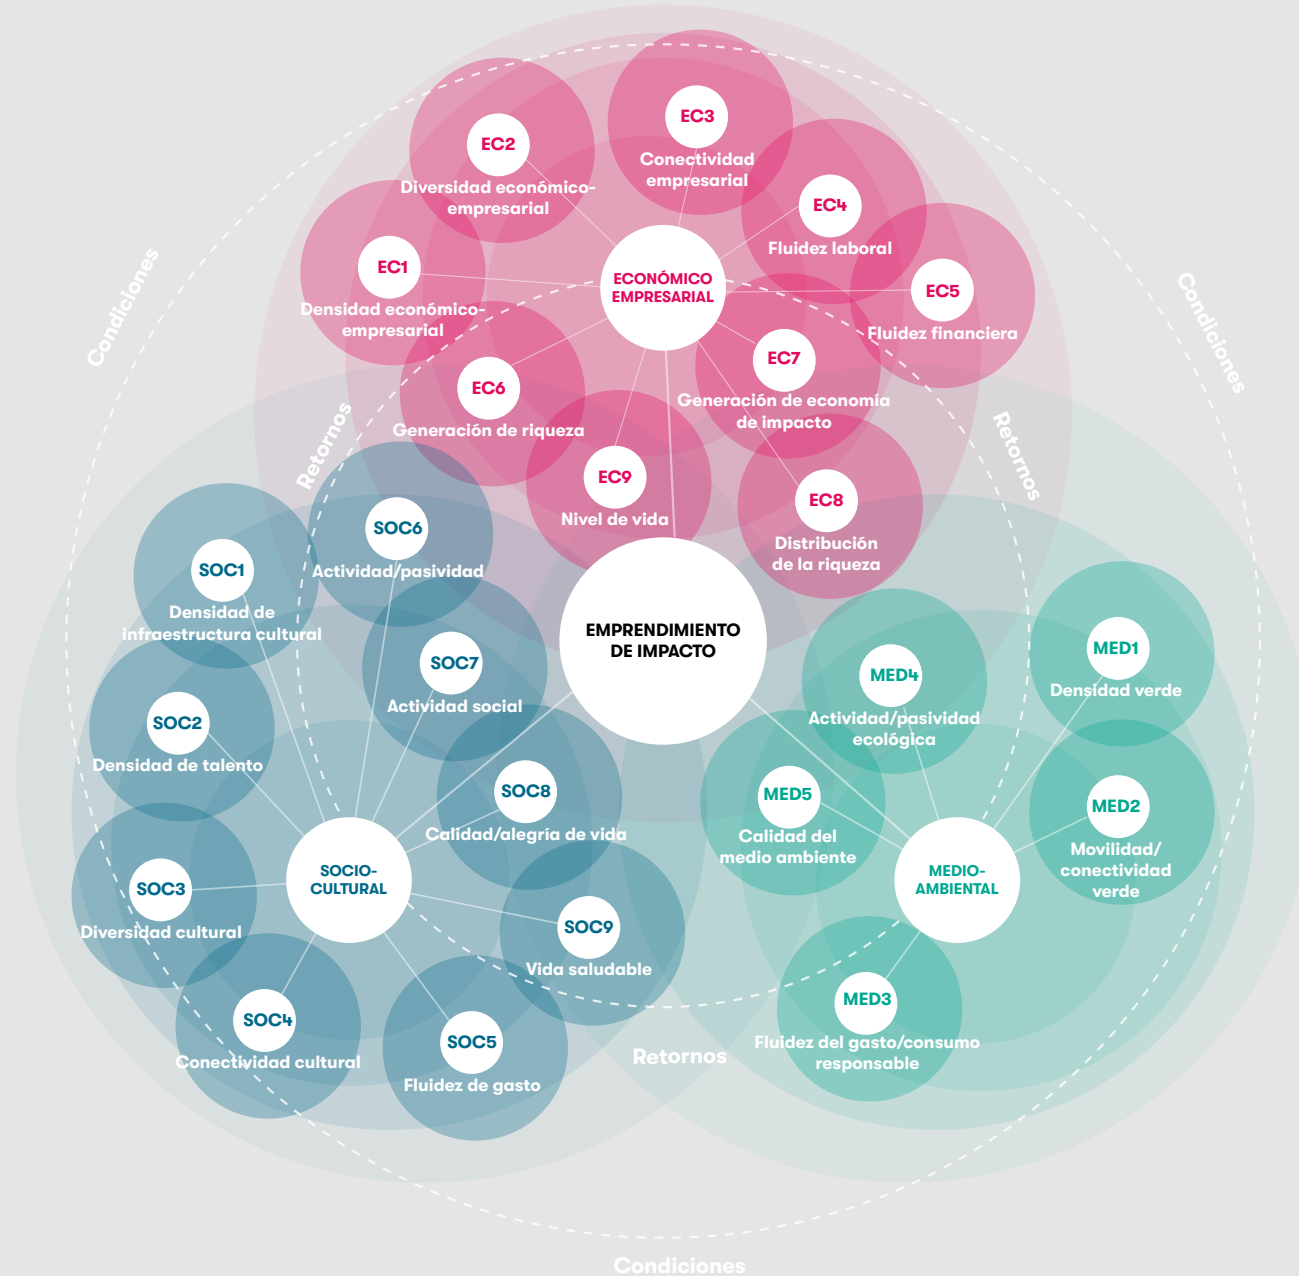 EC3
Conectividad
empresarial
EC2
Diversidad económico-
empresarial
EC4
Fluidez laboral
EC1
Densidad económico-
empresarial
ECONÓMICO
EMPRESARIAL
EC5
Fluidez financiera
Condiciones
Condiciones
EC7
Generación de economía
de impacto
EC6
Generación de riqueza
Retornos
Retornos
EC9
Nivel de vida
EC8
Distribución
de la riqueza
SOC6
Actividad/pasividad
SOC1
Densidad de
infraestructura cultural
EMPRENDIMIENTO
DE IMPACTO
SOC7
Actividad social
MED4
Actividad/pasividad
ecológica
MED1
Densidad verde
SOC2
Densidad de talento
SOC8
Calidad/alegría de vida
MED5
Calidad del
medio ambiente
MED2
Movilidad/
conectividad
verde
SOC3
Diversidad cultural
SOCIO-
CULTURAL
MEDIO-
AMBIENTAL
SOC9
Vida saludable
SOC4
Conectividad cultural
SOC5
Fluidez de gasto
MED3
Fluidez del gasto/consumo
responsable
Retornos
Condiciones